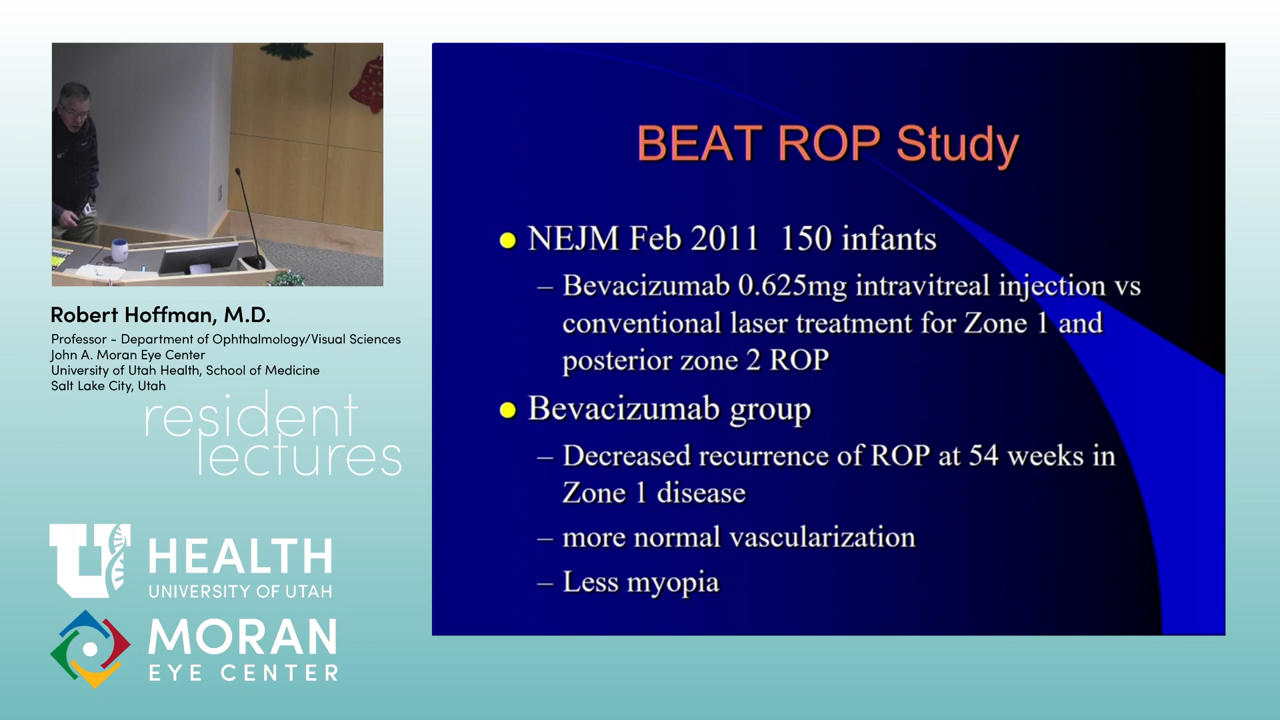 Robert Hoffman, M.D.
Professor - Department of Ophthalmology/Visual Sciences
John A. Moran Eye Center
University of Utah Health, School of Medicine
Salt Lake City, Utah
resident
lectures
U HEALTH
UNIVERSITY OF UTAH
MORAN
EYE CENTER
BEAT ROP Study
NEJM Feb 2011 150 infants
– Bevacizumab 0.625mg intravitreal injection vs
conventional laser treatment for Zone 1 and
posterior zone 2 ROP
Bevacizumab group
– Decreased recurrence of ROP at 54 weeks in
Zone 1 disease
– more normal vascularization
– Less myopia